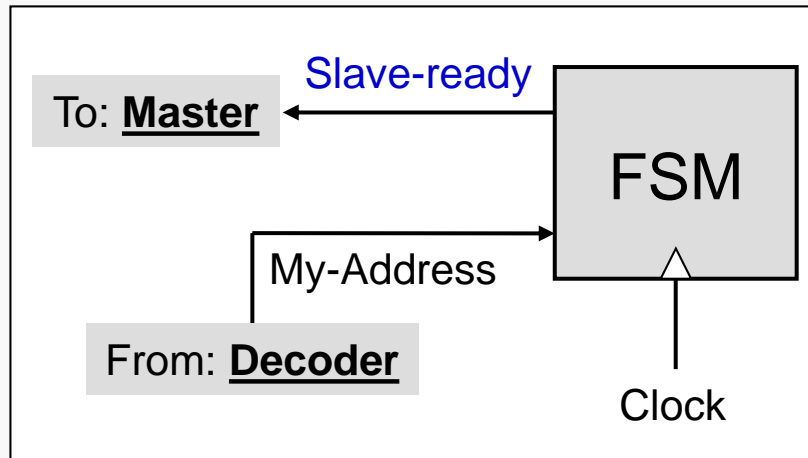 Slave-ready
To: Master
FSM
My-Address
From: Decoder
Clock